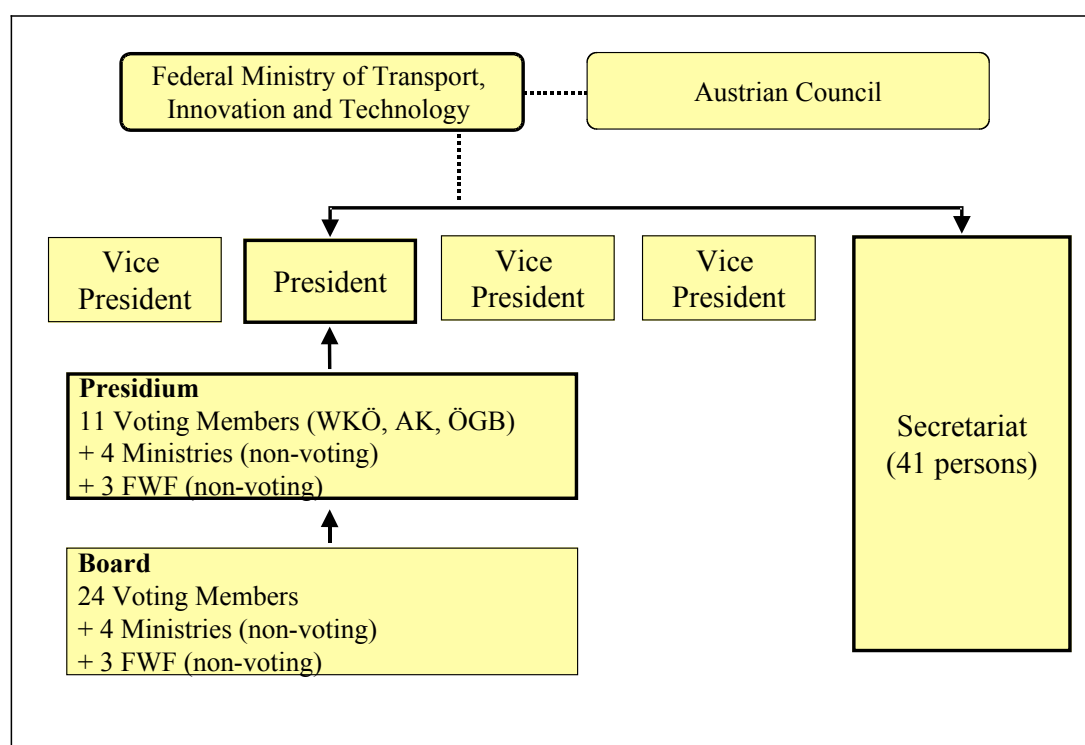 Federal Ministry of Transport,
Innovation and Technology
Austrian Council
Vice
President
President
Vice
President
Vice
President
Secretariat
(41 persons)
Presidium
11 Voting Members (WKÖ, AK, ÖGB)
+ 4 Ministries (non-voting)
+ 3 FWF (non-voting)
Board
24 Voting Members
+ 4 Ministries (non-voting)
+ 3 FWF (non-voting)